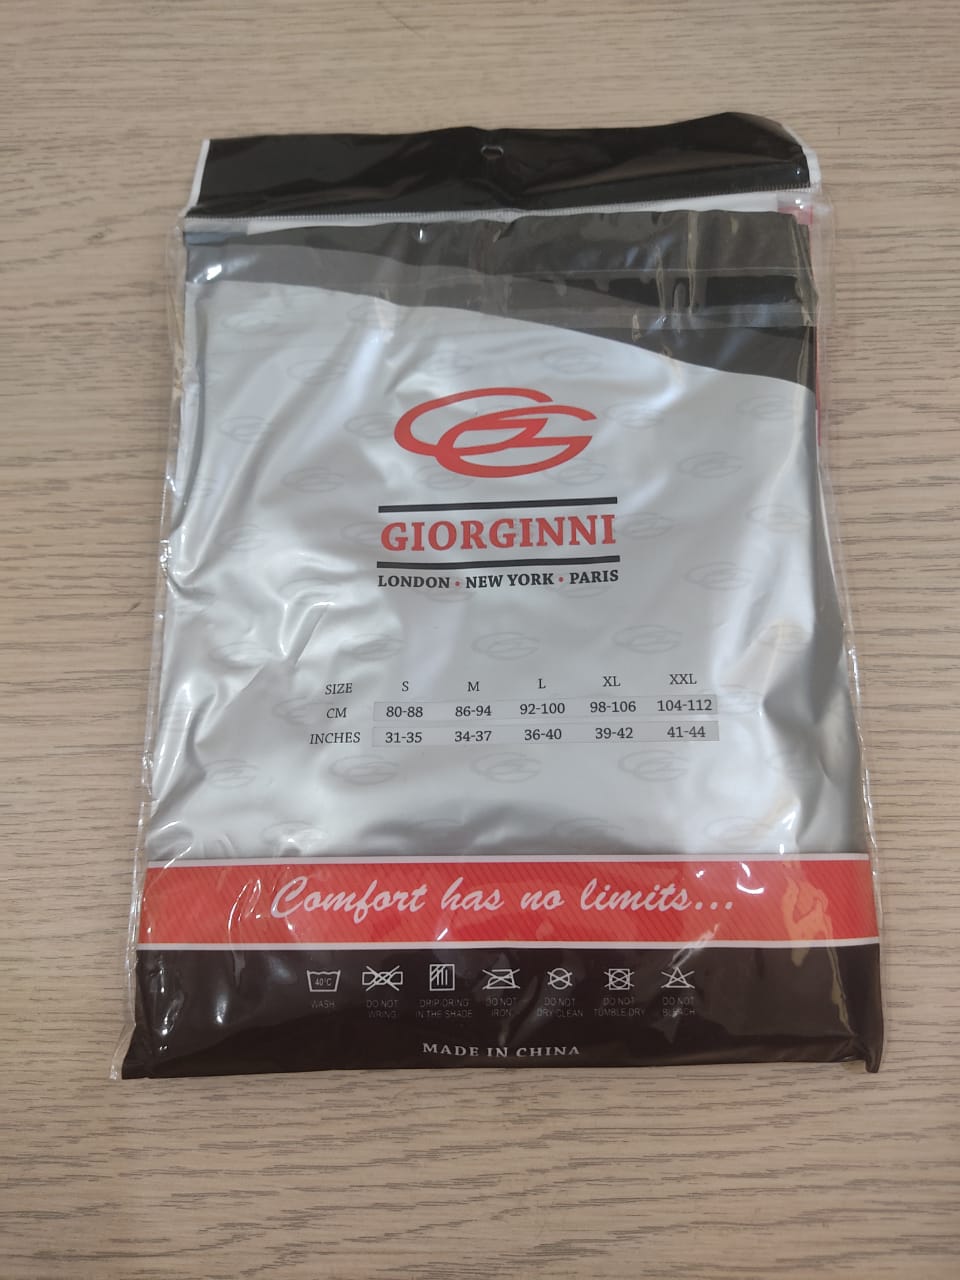 GIORGINNI
LONDON • NEW YORK • PARIS
SIZE S M L XL XXL
CM 80-88 86-94 92-100 98-106 104-112
INCHES 31-35 34-37 36-40 39-42 41-44
Comfort has no limits...
40°C
WASH
DO NOT WRING
DRIP-DRING IN THE SHADE
DO NOT IRON
DO NOT DRY CLEAN
DO NOT TUMBLE DRY
DO NOT BLEACH
MADE IN CHINA